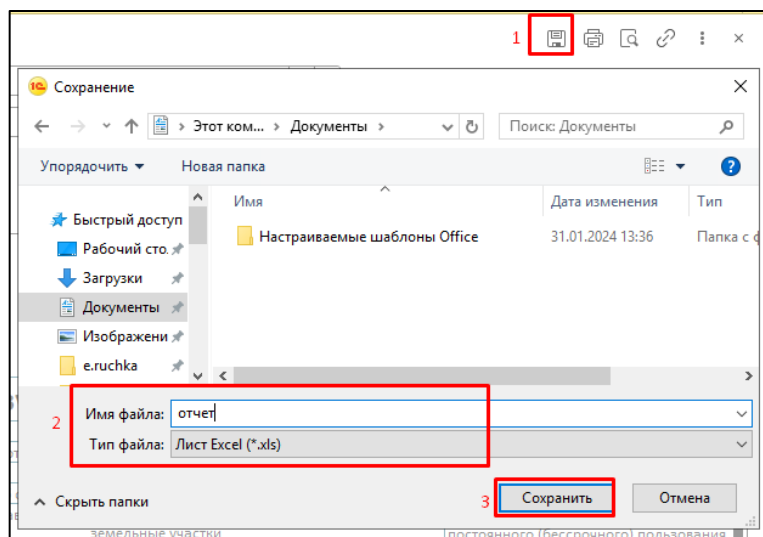 1
1С Сохранение
Этот ком... > Документы >
Поиск: Документы
Упорядочить
Новая папка
?
Имя
Дата изменения
Тип
Быстрый доступ
Настраиваемые шаблоны Office
31.01.2024 13:36
Папка с ф
Рабочий сто.
Загрузки
Документы
Изображени
e.ruchka
2
Имя файла: отчет
Тип файла: Лист Excel (*.xls)
Скрыть папки
3
Сохранить
Отмена
земельные участки
постоянного (бессрочного) пользования